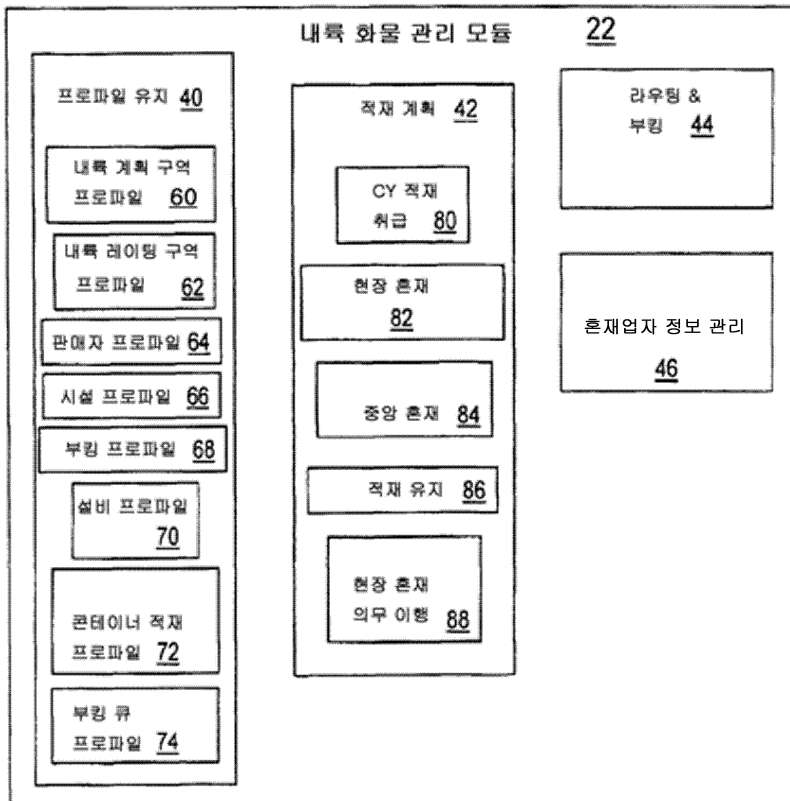 내륙 화물 관리 모듈 22
프로파일 유지 40
내륙 계획 구역
프로파일 60
내륙 레이팅 구역
프로파일 62
판매자 프로파일 64
시설 프로파일 66
부킹 프로파일 68
설비 프로파일
70
콘테이너 적재
프로파일 72
부킹 큐
프로파일 74
적재 계획 42
CY 적재
취급 80
현장 혼재
82
중앙 혼재
84
적재 유지 86
현장 혼재
의무 이행 88
라우팅 &
부킹 44
혼재업자 정보 관리
46